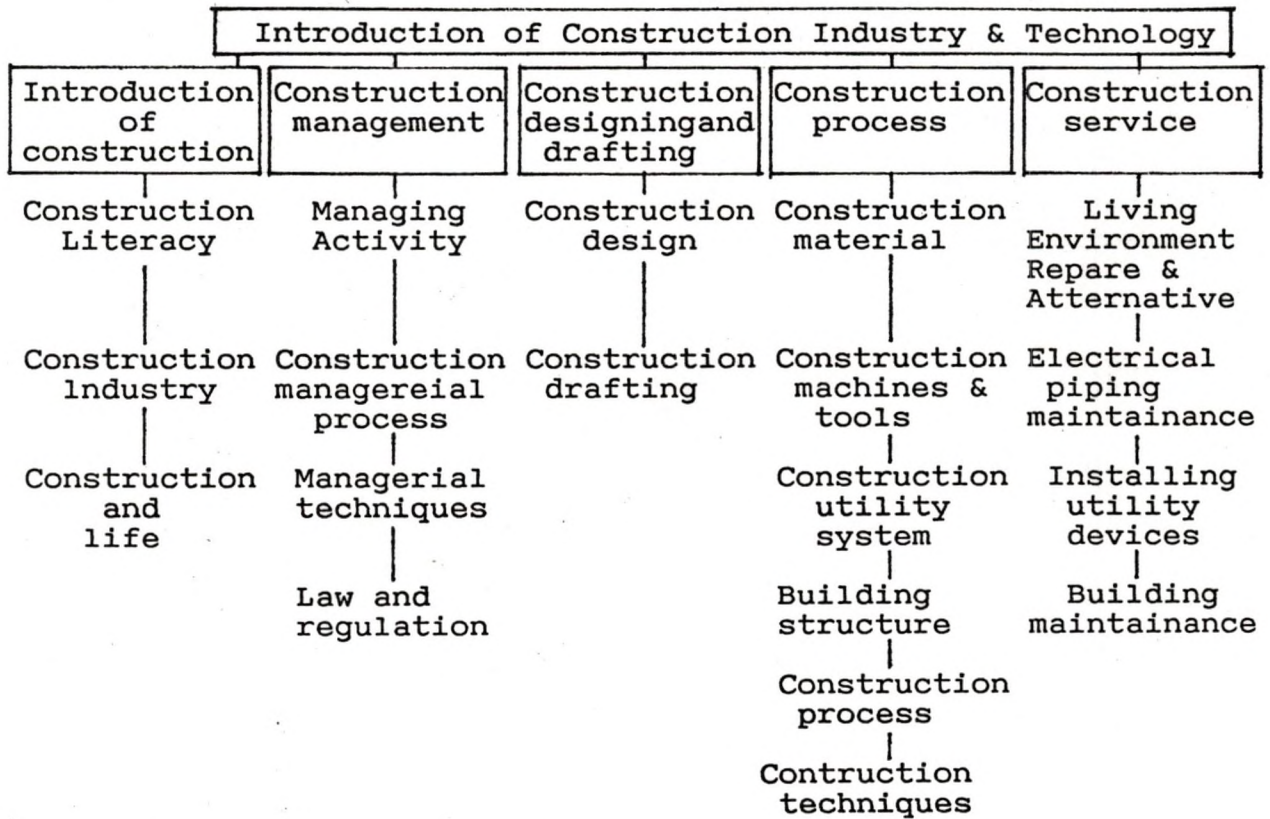 Introduction of Construction Industry & Technology
Introduction
of
construction
Construction
management
Construction
designingand
drafting
Construction
process
Construction
service
Construction
Literacy
Construction
lndustry
Construction
and
life
Managing
Activity
Construction
managereial
process
Managerial
techniques
Law and
regulation
Construction
design
Construction
drafting
Construction
material
Construction
machines &
tools
Construction
utility
system
Building
structure
Construction
process
Contruction
techniques
Living
Environment
Repare &
Atternative
Electrical
piping
maintainance
Installing
utility
devices
Building
maintainance